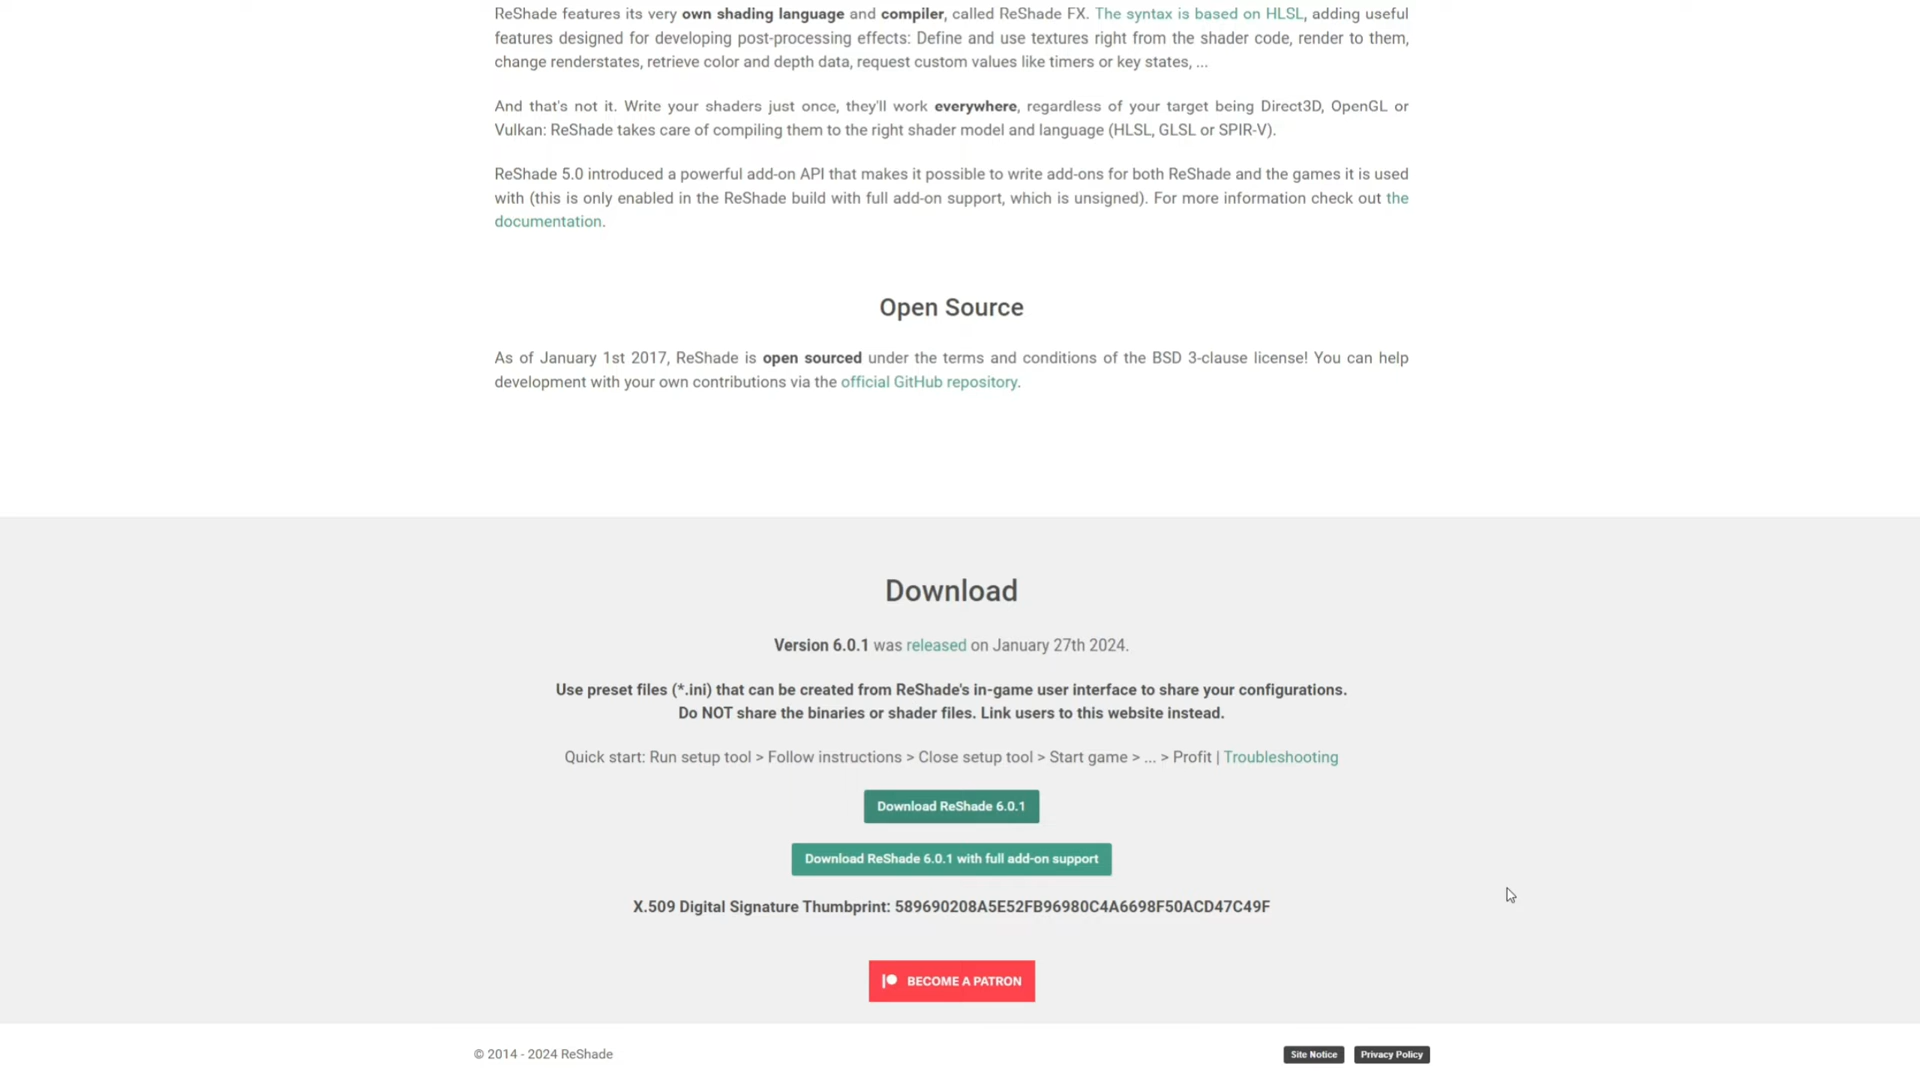 ReShade features its very own shading language and compiler, called ReShade FX. The syntax is based on HLSL, adding useful
features designed for developing post-processing effects: Define and use textures right from the shader code, render to them,
change renderstates, retrieve color and depth data, request custom values like timers or key states, ...
And that's not it. Write your shaders just once, they'll work everywhere, regardless of your target being Direct3D, OpenGL or
Vulkan: ReShade takes care of compiling them to the right shader model and language (HLSL, GLSL or SPIR-V).
ReShade 5.0 introduced a powerful add-on API that makes it possible to write add-ons for both ReShade and the games it is used
with (this is only enabled in the ReShade build with full add-on support, which is unsigned). For more information check out the
documentation.
Open Source
As of January 1st 2017, ReShade is open sourced under the terms and conditions of the BSD 3-clause license! You can help
development with your own contributions via the official GitHub repository.
Download
Version 6.0.1 was released on January 27th 2024.
Use preset files (*.ini) that can be created from ReShade's in-game user interface to share your configurations.
Do NOT share the binaries or shader files. Link users to this website instead.
Quick start: Run setup tool > Follow instructions > Close setup tool > Start game > ... > Profit | Troubleshooting
Download ReShade 6.0.1
Download ReShade 6.0.1 with full add-on support
X.509 Digital Signature Thumbprint: 589690208A5E52FB96980C4A6698F50ACD47C49F
BECOME A PATRON
© 2014 - 2024 ReShade
Site Notice
Privacy Policy